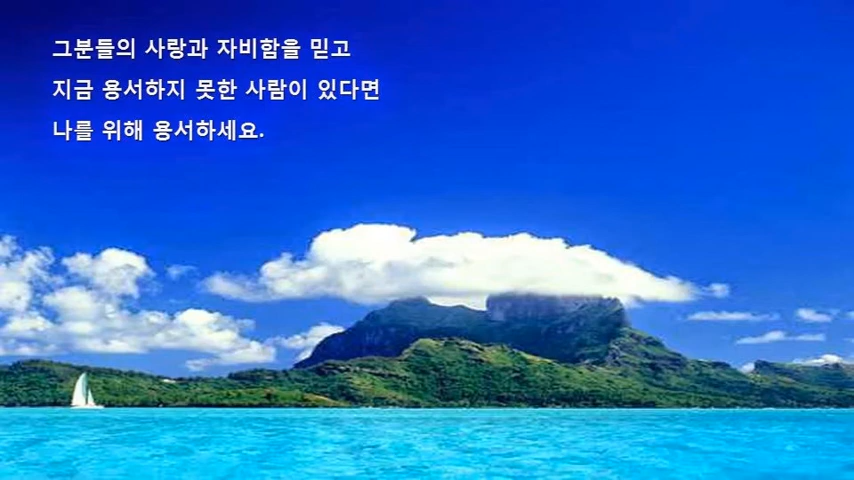 그분들의 사랑과 자비함을 믿고
지금 용서하지 못한 사람이 있다면
나를 위해 용서하세요.